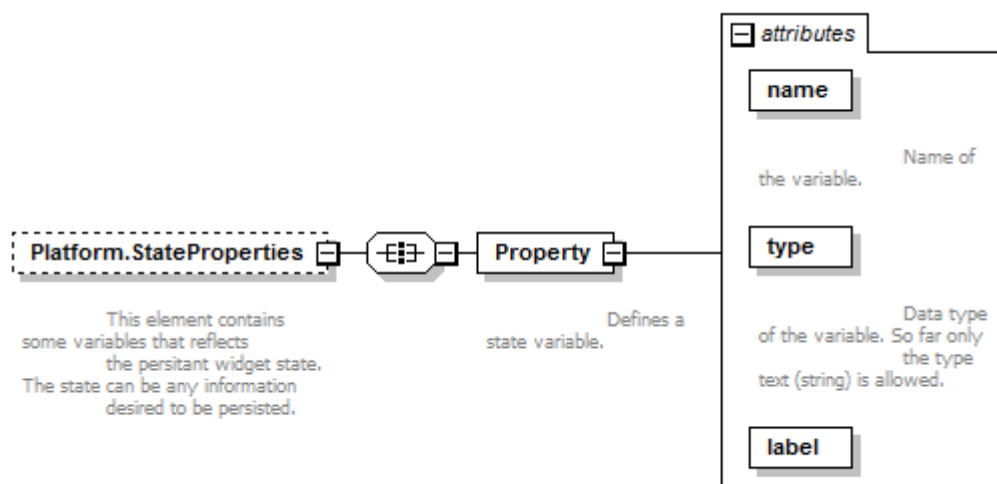 attributes
name
Name of
the variable.
Platform.StateProperties
Property
type
This element contains
some variables that reflects
the persitant widget state.
The state can be any information
desired to be persisted.
Defines a
state variable.
Data type
of the variable. So far only
the type
text (string) is allowed.
label